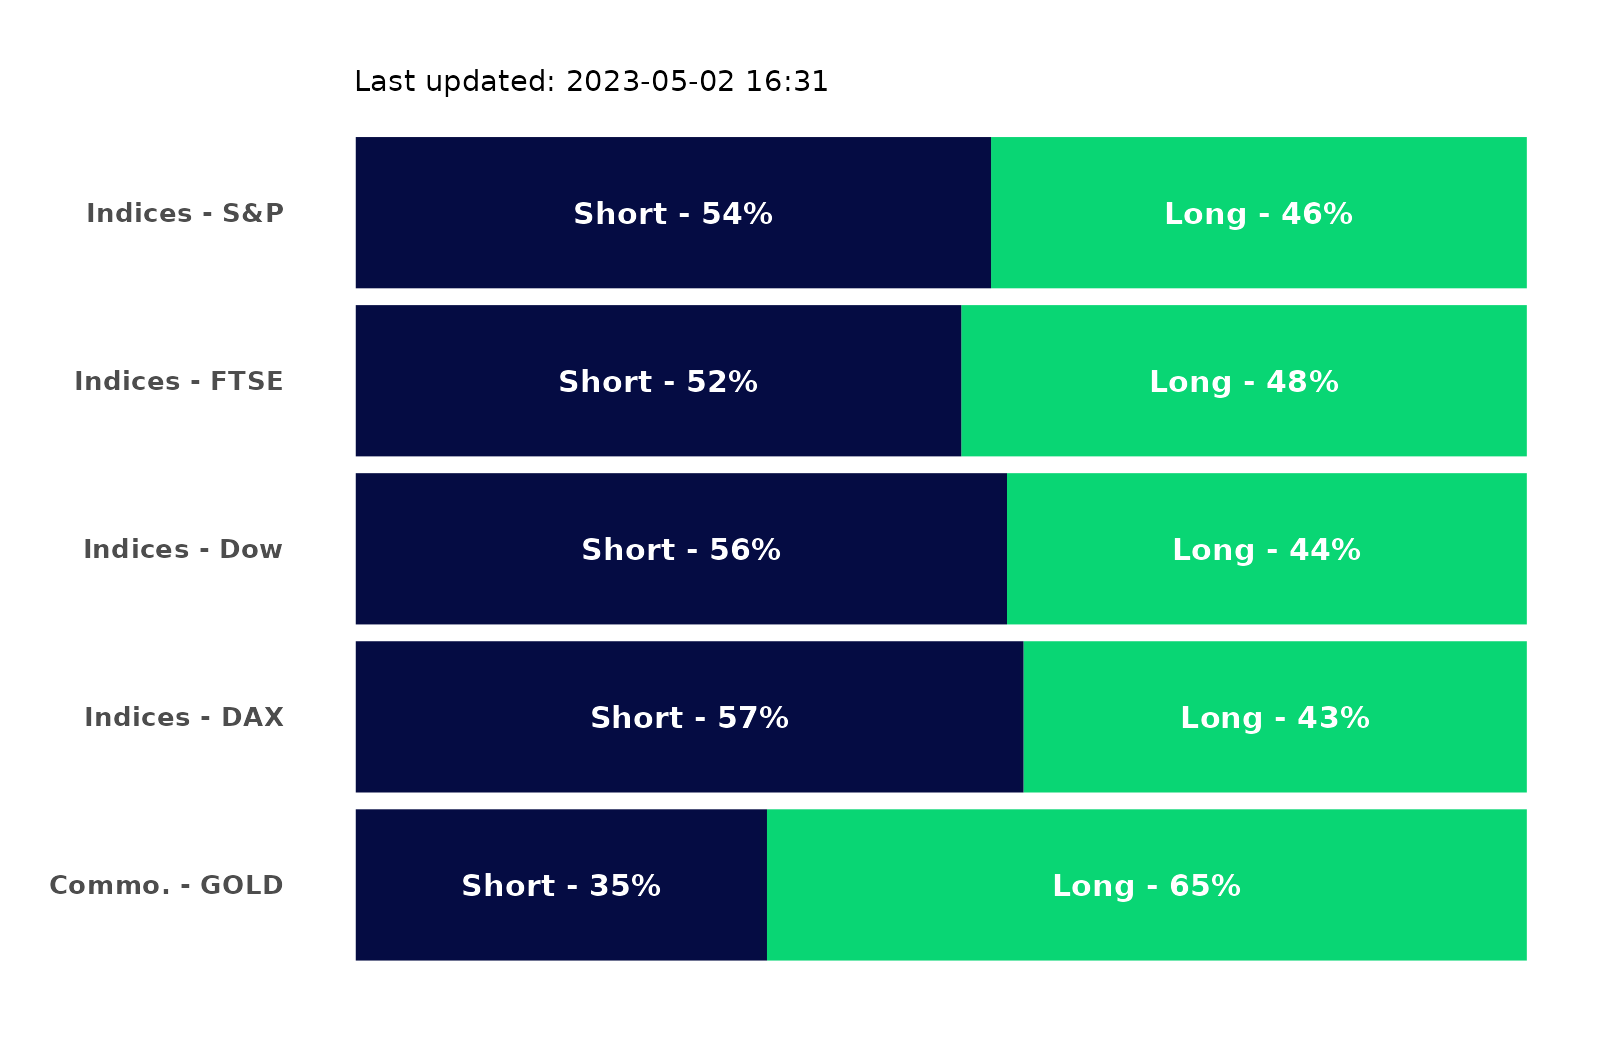 Last updated: 2023-05-02 16:31
Indices - S&P Short - 54% Long - 46%
Indices - FTSE Short - 52% Long - 48%
Indices - Dow Short - 56% Long - 44%
Indices - DAX Short - 57% Long - 43%
Commo. - GOLD Short - 35% Long - 65%